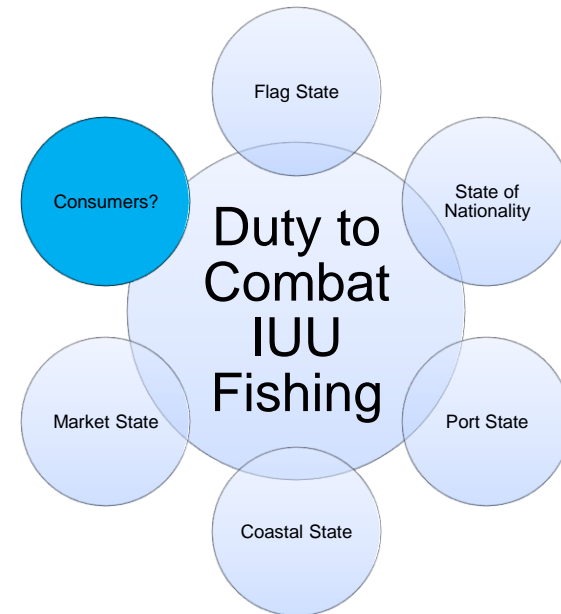 Flag State
Consumers?
State of
Nationality
Duty to
Combat
IUU
Fishing
Market State
Port State
Coastal State